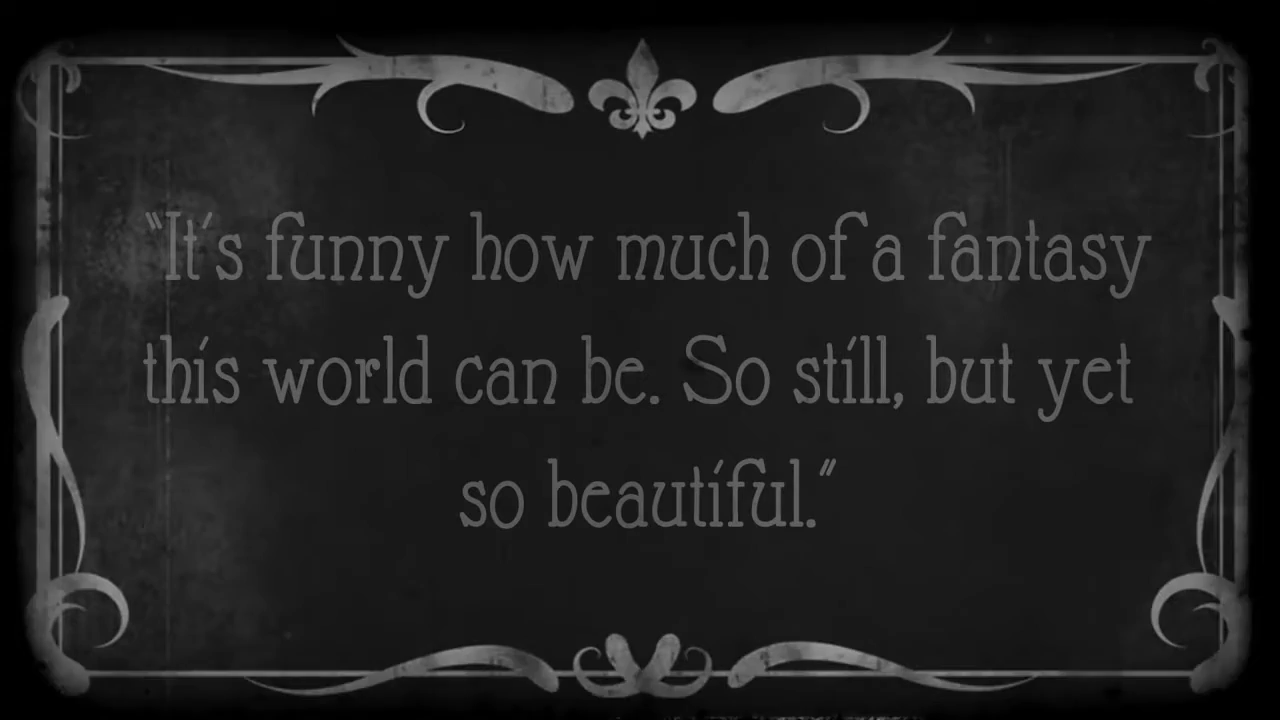 "It's funny how much of a fantasy
this world can be. So still, but yet
so beautiful."